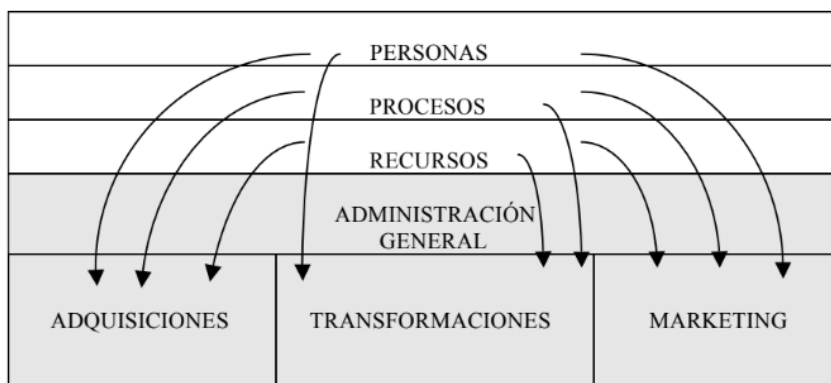 PERSONAS
PROCESOS
RECURSOS
ADMINISTRACIÓN
GENERAL
ADQUISICIONES
TRANSFORMACIONES
MARKETING